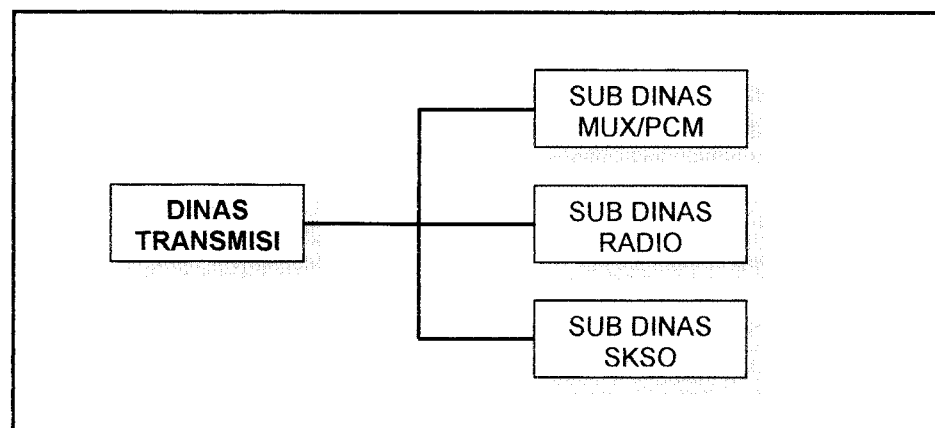 SUB DINAS
MUX/PCM
DINAS
TRANSMISI
SUB DINAS
RADIO
SUB DINAS
SKSO